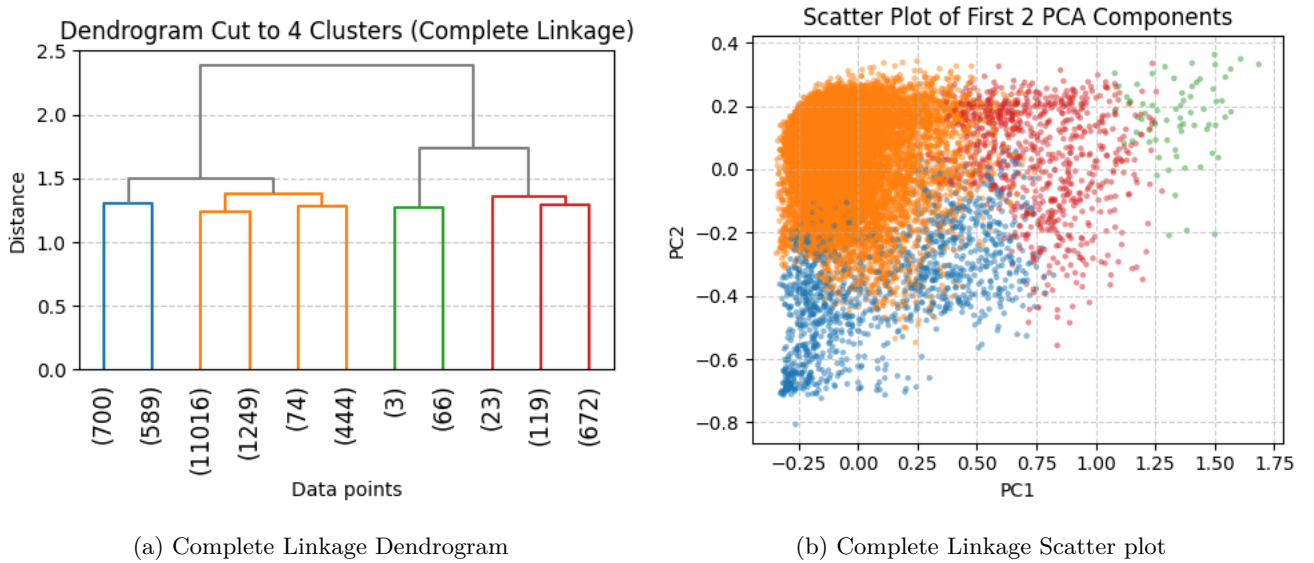 Dendrogram Cut to 4 Clusters (Complete Linkage)
2.5
2.0
1.5
1.0
0.5
0.0
Distance
(700)
(589)
(11016)
(1249)
(74)
(444)
(3)
(66)
(23)
(119)
(672)
Data points
(a) Complete Linkage Dendrogram
Scatter Plot of First 2 PCA Components
0.4
0.2
0.0
−0.2
−0.4
−0.6
−0.8
PC2
−0.25 0.00 0.25 0.50 0.75 1.00 1.25 1.50 1.75
PC1
(b) Complete Linkage Scatter plot